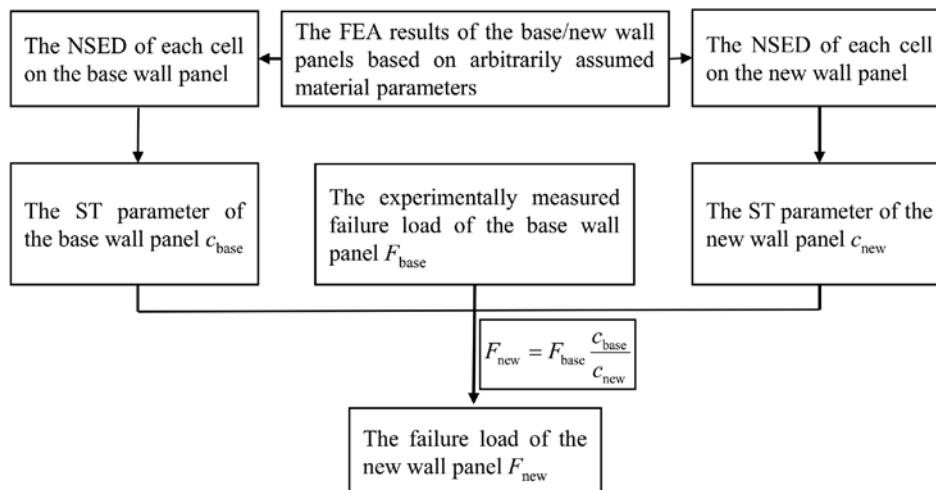 The NSED of each cell
on the base wall panel
The FEA results of the base/new wall
panels based on arbitrarily assumed
material parameters
The NSED of each cell
on the new wall panel
The ST parameter of
the base wall panel c_base
The experimentally measured
failure load of the base wall
panel F_base
The ST parameter of the
new wall panel c_new
F_new = F_base c_base / c_new
The failure load of the
new wall panel F_new